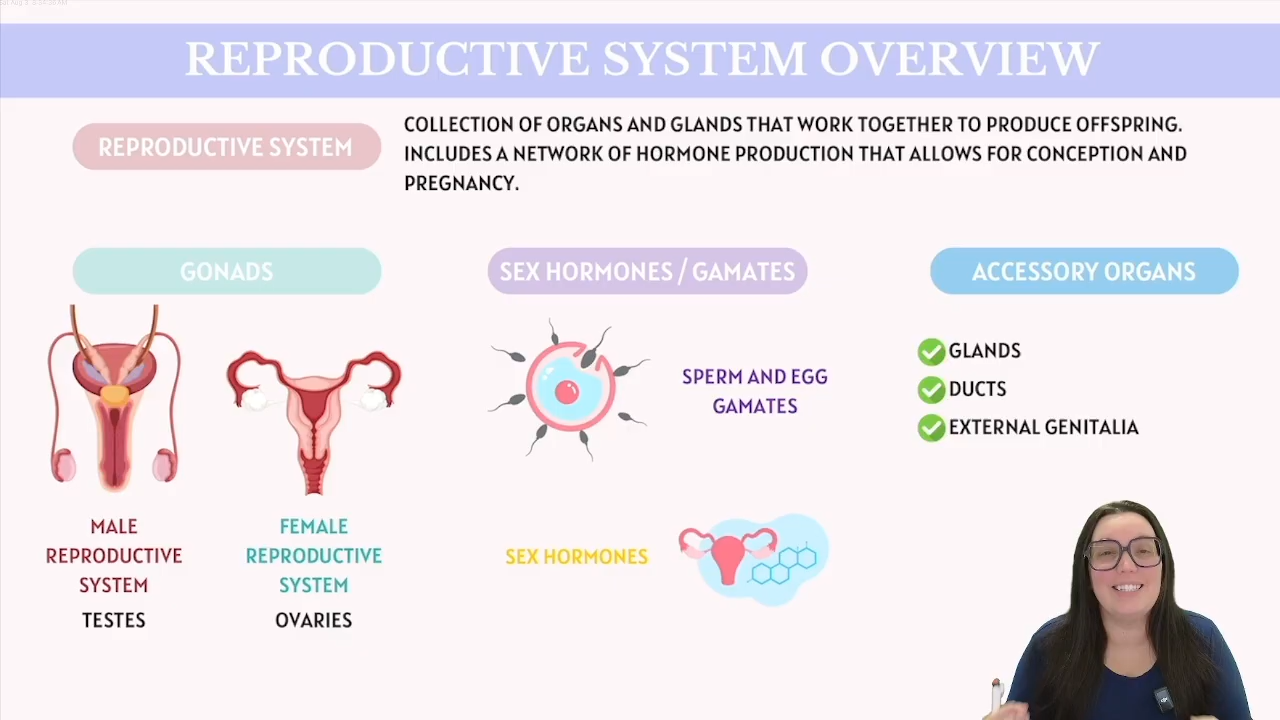 REPRODUCTIVE SYSTEM OVERVIEW
REPRODUCTIVE SYSTEM
COLLECTION OF ORGANS AND GLANDS THAT WORK TOGETHER TO PRODUCE OFFSPRING.
INCLUDES A NETWORK OF HORMONE PRODUCTION THAT ALLOWS FOR CONCEPTION AND
PREGNANCY.
GONADS
MALE
REPRODUCTIVE
SYSTEM
TESTES
FEMALE
REPRODUCTIVE
SYSTEM
OVARIES
SEX HORMONES / GAMATES
SPERM AND EGG
GAMATES
SEX HORMONES
ACCESSORY ORGANS
GLANDS
DUCTS
EXTERNAL GENITALIA